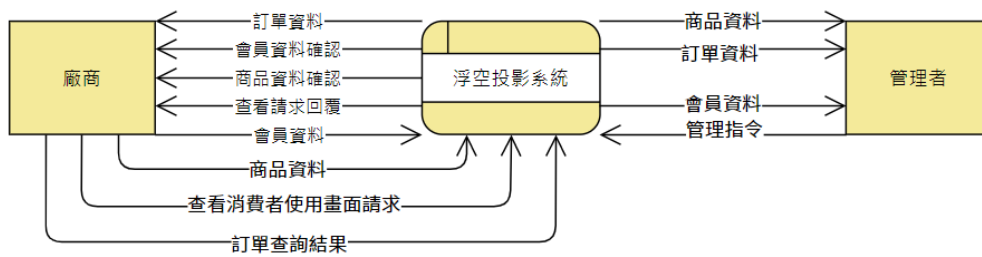 訂單資料
商品資料
會員資料確認
訂單資料
廠商
商品資料確認
浮空投影系統
管理者
查看請求回覆
會員資料
會員資料
管理指令
商品資料
查看消費者使用畫面請求
訂單查詢結果